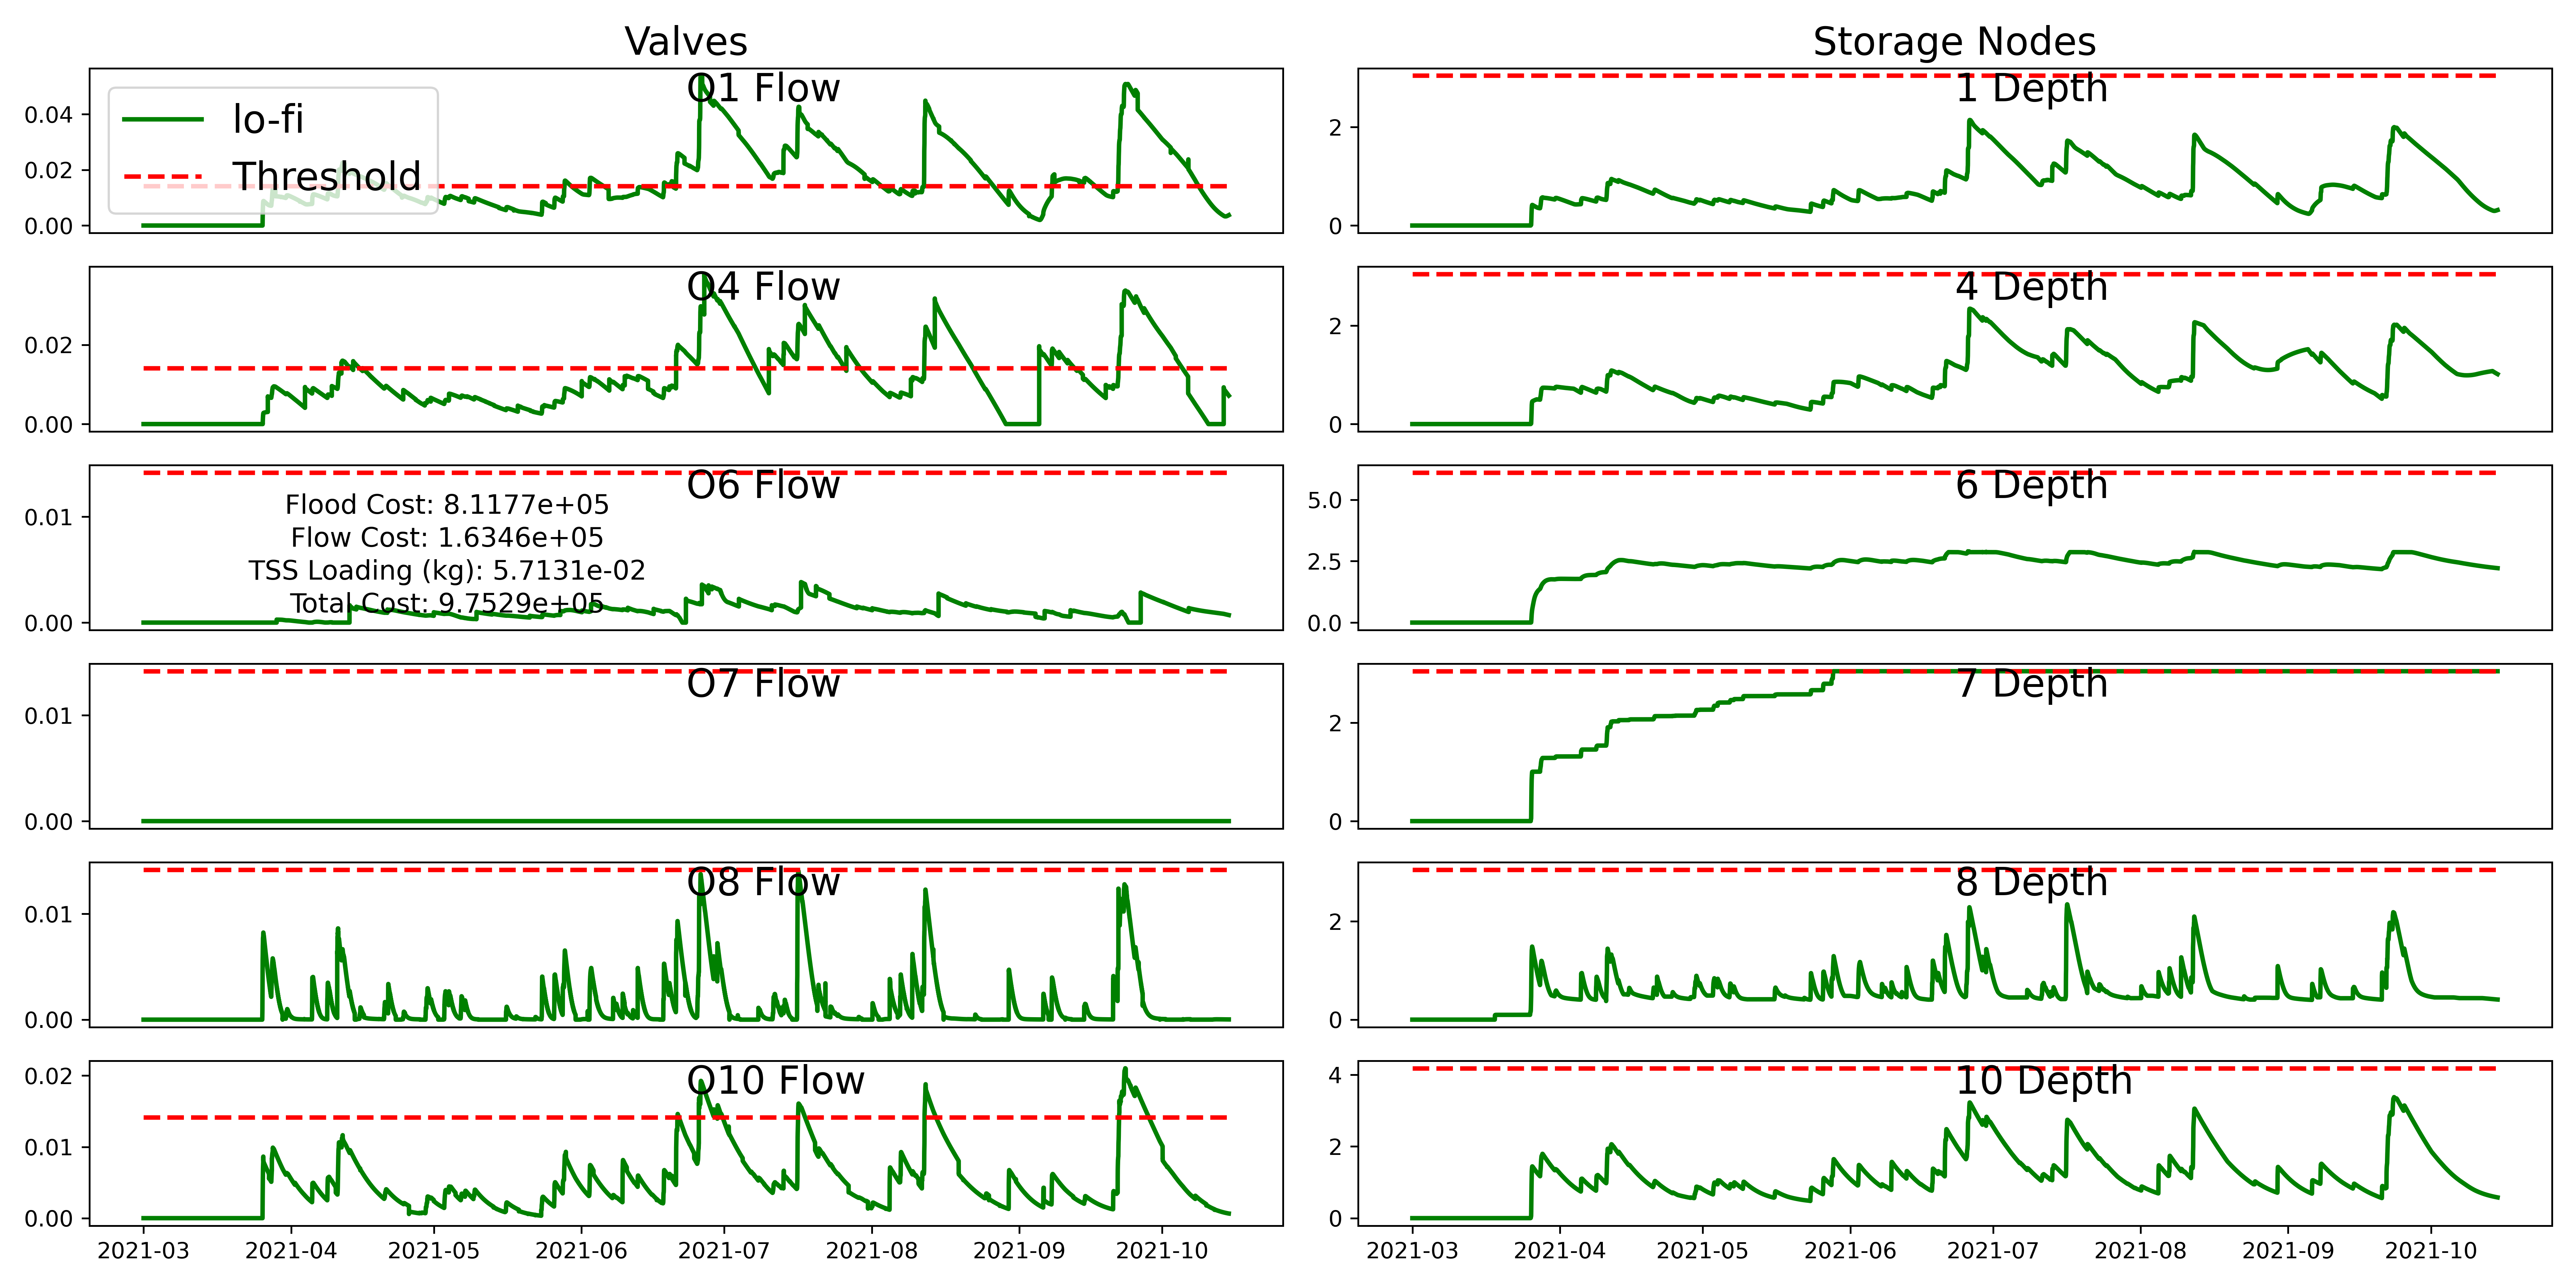 Valves
Storage Nodes
O1 Flow
lo-fi
Threshold
0.04
0.02
0.00
1 Depth
2
0
O4 Flow
0.02
0.00
4 Depth
2
0
O6 Flow
Flood Cost: 8.1177e+05
Flow Cost: 1.6346e+05
TSS Loading (kg): 5.7131e-02
Total Cost: 9.7529e+05
0.01
0.00
6 Depth
5.0
2.5
0.0
O7 Flow
0.01
0.00
7 Depth
2
0
O8 Flow
0.01
0.00
8 Depth
2
0
O10 Flow
0.02
0.01
0.00
10 Depth
4
2
0
2021-03 2021-04 2021-05 2021-06 2021-07 2021-08 2021-09 2021-10
2021-03 2021-04 2021-05 2021-06 2021-07 2021-08 2021-09 2021-10